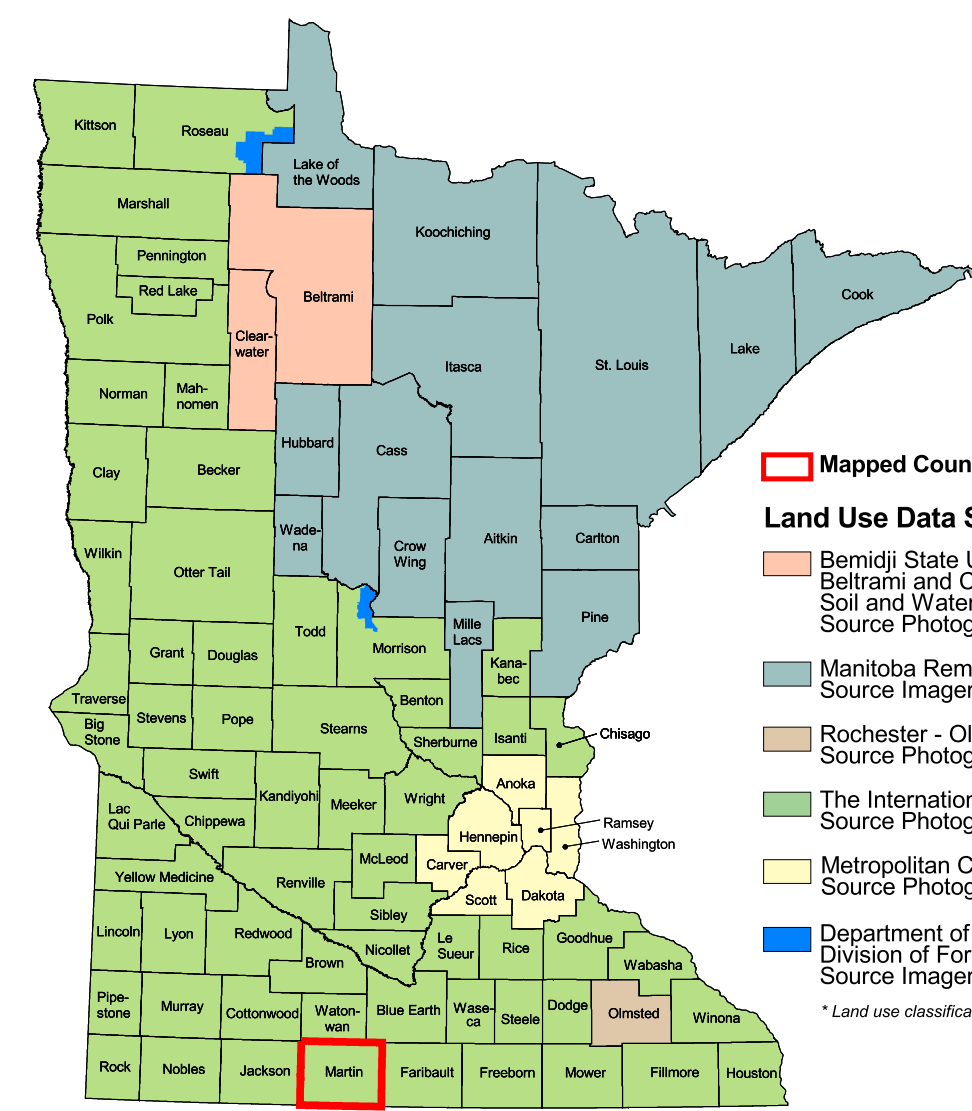 Kittson
Roseau
Lake of
the Woods
Marshall
Koochiching
Pennington
Red Lake
Beltrami
Cook
Polk
Clear-
water
Lake
Itasca
St. Louis
Norman
Mah-
nomen
Hubbard
Cass
Clay
Becker
Mapped Coun
Land Use Data S
Wade-
na
Crow
Wing
Aitkin
Carlton
Wilkin
Otter Tail
Bemidji State U
Beltrami and C
Soil and Water
Source Photog
Todd
Mille
Lacs
Pine
Grant
Douglas
Morrison
Kana-
bec
Manitoba Rem
Source Imager
Traverse
Benton
Big
Stone
Stevens
Pope
Stearns
Sherburne
Isanti
Chisago
Rochester - Ol
Source Photog
Swift
Anoka
Kandiyohi
Meeker
Wright
The Internation
Source Photog
Lac
Qui Parle
Chippewa
Hennepin
Ramsey
Washington
McLeod
Carver
Metropolitan C
Source Photog
Yellow Medicine
Renville
Scott
Dakota
Sibley
Lincoln
Lyon
Redwood
Nicollet
Le
Sueur
Rice
Goodhue
Department of
Division of For
Source Imager
Brown
Wabasha
Pipe-
stone
Murray
Cottonwood
Waton-
wan
Blue Earth
Wase-
ca
Steele
Dodge
Olmsted
Winona
* Land use classifica
Rock
Nobles
Jackson
Martin
Faribault
Freeborn
Mower
Fillmore
Houston